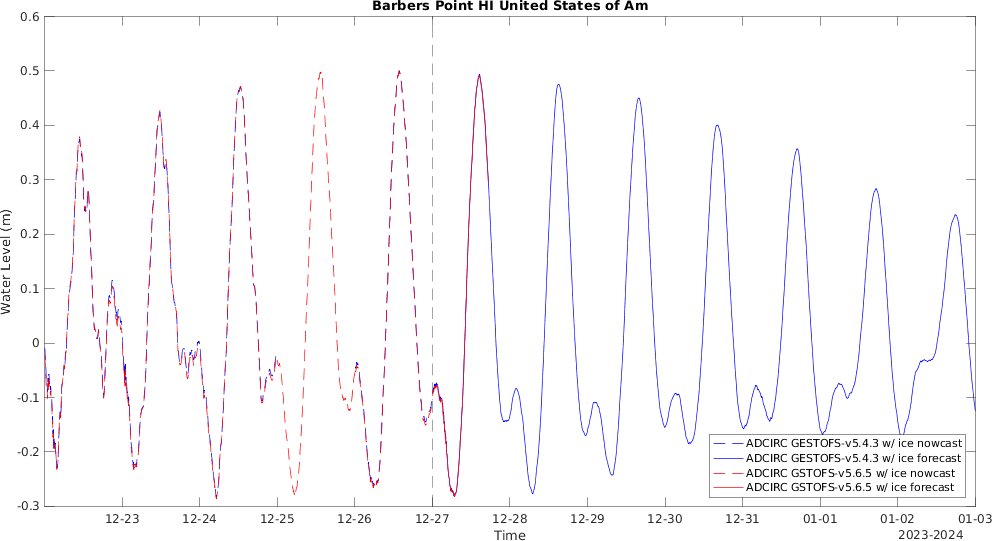 Barbers Point HI United States of Am
0.6
0.5
0.4
0.3
0.2
0.1
0
-0.1
-0.2
-0.3
Water Level (m)
12-23 12-24 12-25 12-26 12-27 12-28 12-29 12-30 12-31 01-01 01-02 01-03
Time
2023-2024
ADCIRC GESTOFS-v5.4.3 w/ ice nowcast
ADCIRC GESTOFS-v5.4.3 w/ ice forecast
ADCIRC GSTOFS-v5.6.5 w/ ice nowcast
ADCIRC GSTOFS-v5.6.5 w/ ice forecast